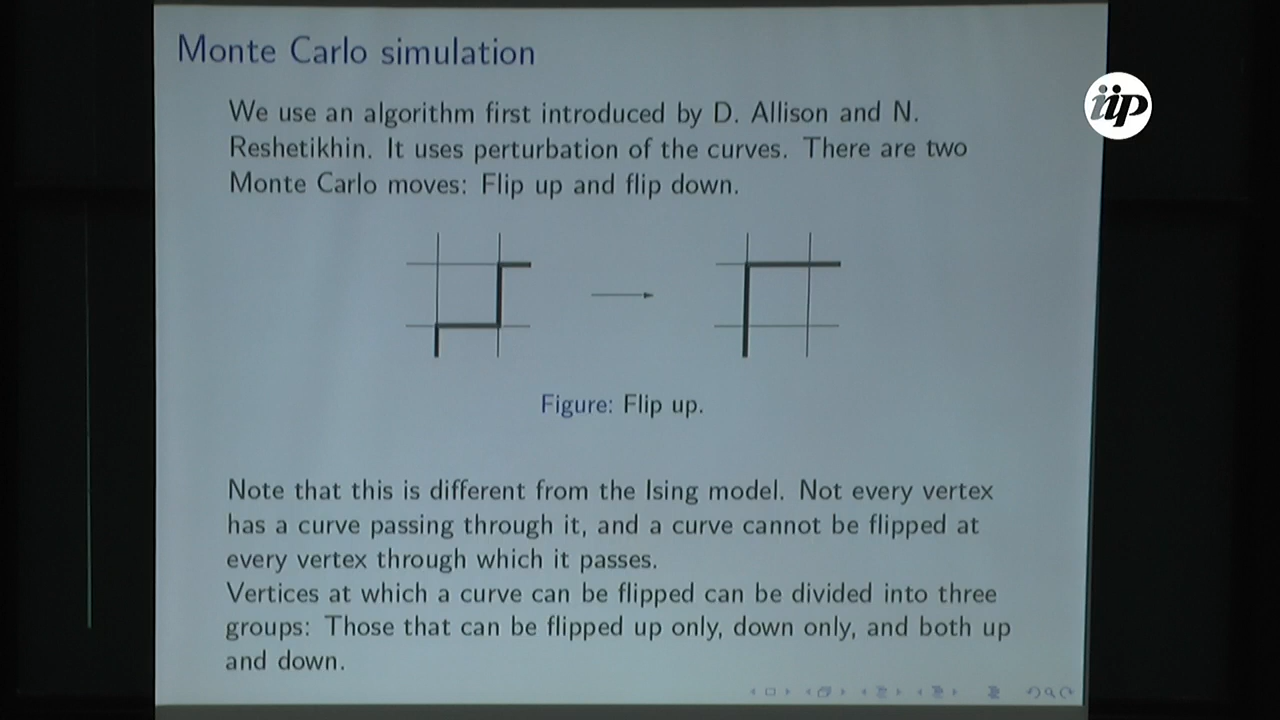 Monte Carlo simulation
We use an algorithm first introduced by D. Allison and N.
Reshetikhin. It uses perturbation of the curves. There are two
Monte Carlo moves: Flip up and flip down.
Figure: Flip up.
Note that this is different from the Ising model. Not every vertex
has a curve passing through it, and a curve cannot be flipped at
every vertex through which it passes.
Vertices at which a curve can be flipped can be divided into three
groups: Those that can be flipped up only, down only, and both up
and down.
iip